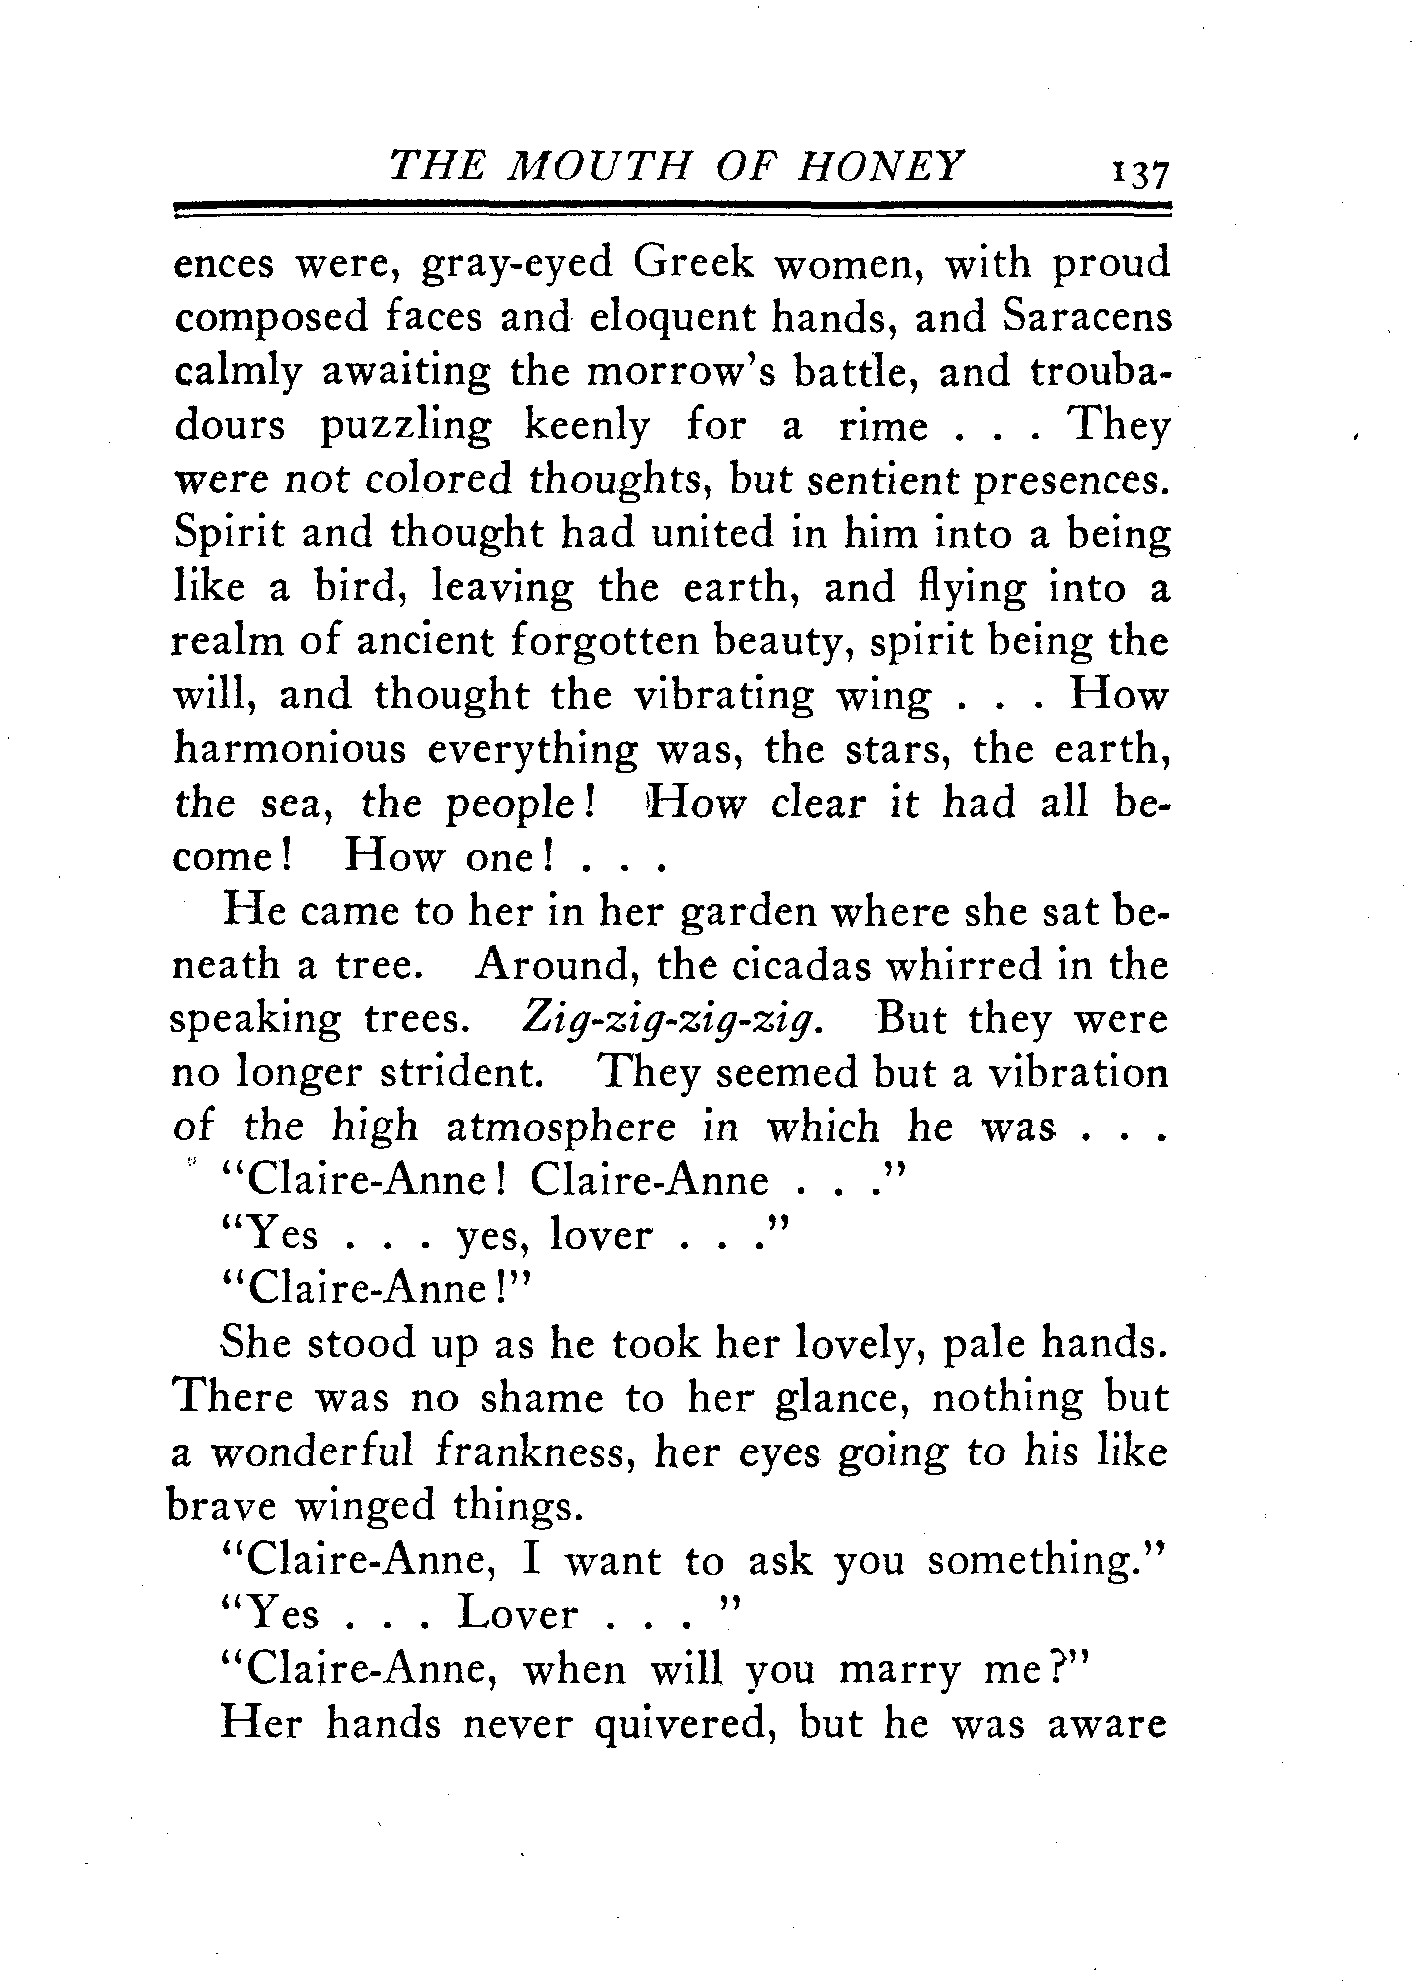 THE MOUTH OF HONEY 137
ences were, gray-eyed Greek women, with proud
composed faces and eloquent hands, and Saracens
calmly awaiting the morrow's battle, and trouba-
dours puzzling keenly for a rime . . . They
were not colored thoughts, but sentient presences.
Spirit and thought had united in him into a being
like a bird, leaving the earth, and flying into a
realm of ancient forgotten beauty, spirit being the
will, and thought the vibrating wing . . . How
harmonious everything was, the stars, the earth,
the sea, the people! How clear it had all be-
come! How one! . . .
He came to her in her garden where she sat be-
neath a tree. Around, the cicadas whirred in the
speaking trees. Zig-zig-zig-zig. But they were
no longer strident. They seemed but a vibration
of the high atmosphere in which he was . . .
"Claire-Anne! Claire-Anne . . ."
"Yes . . . yes, lover . . ."
"Claire-Anne!"
She stood up as he took her lovely, pale hands.
There was no shame to her glance, nothing but
a wonderful frankness, her eyes going to his like
brave winged things.
"Claire-Anne, I want to ask you something."
"Yes . . . Lover . . . "
"Claire-Anne, when will you marry me?"
Her hands never quivered, but he was aware